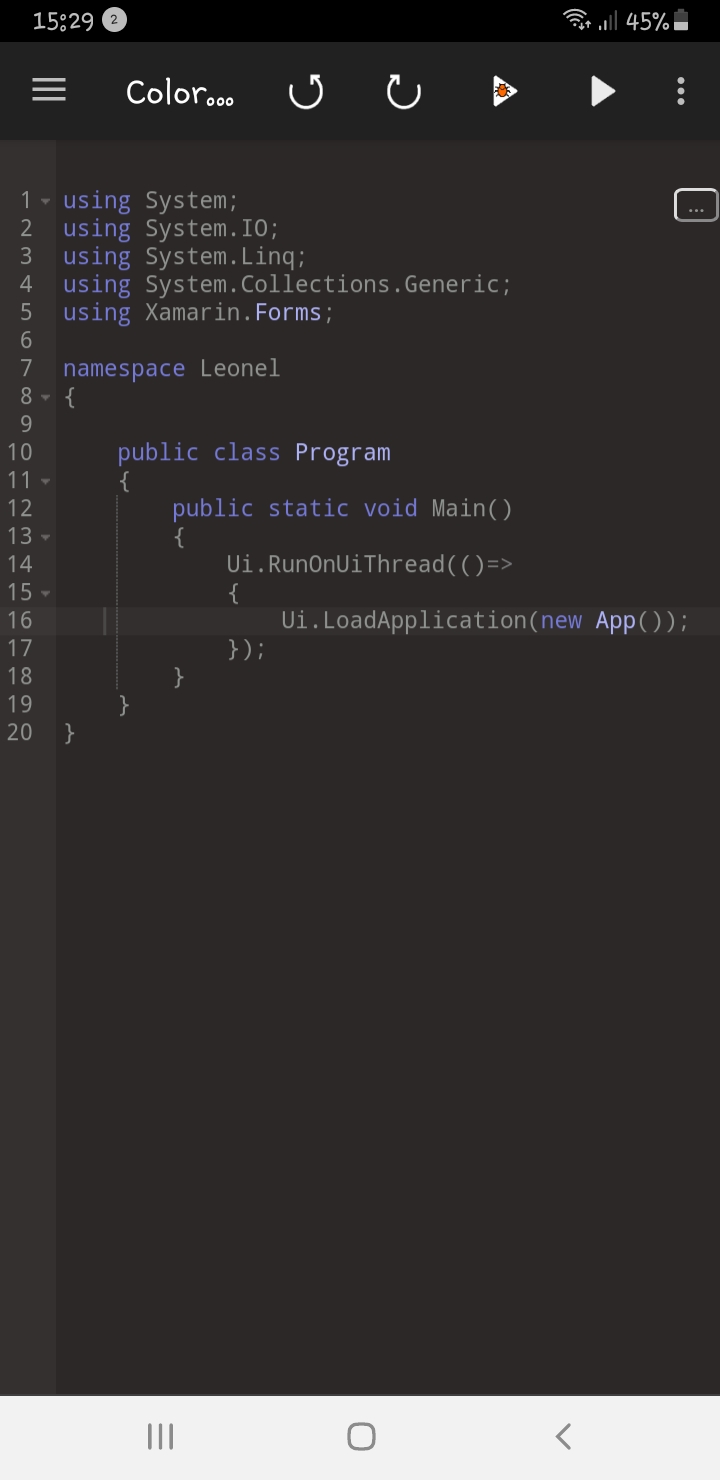 15:29 2 45%
Color...
...
1 using System;
2 using System.IO;
3 using System.Linq;
4 using System.Collections.Generic;
5 using Xamarin.Forms;
6
7 namespace Leonel
8 {
9
10     public class Program
11     {
12         public static void Main()
13         {
14             Ui.RunOnUiThread(()=>
15             {
16                 Ui.LoadApplication(new App());
17             });
18         }
19     }
20 }